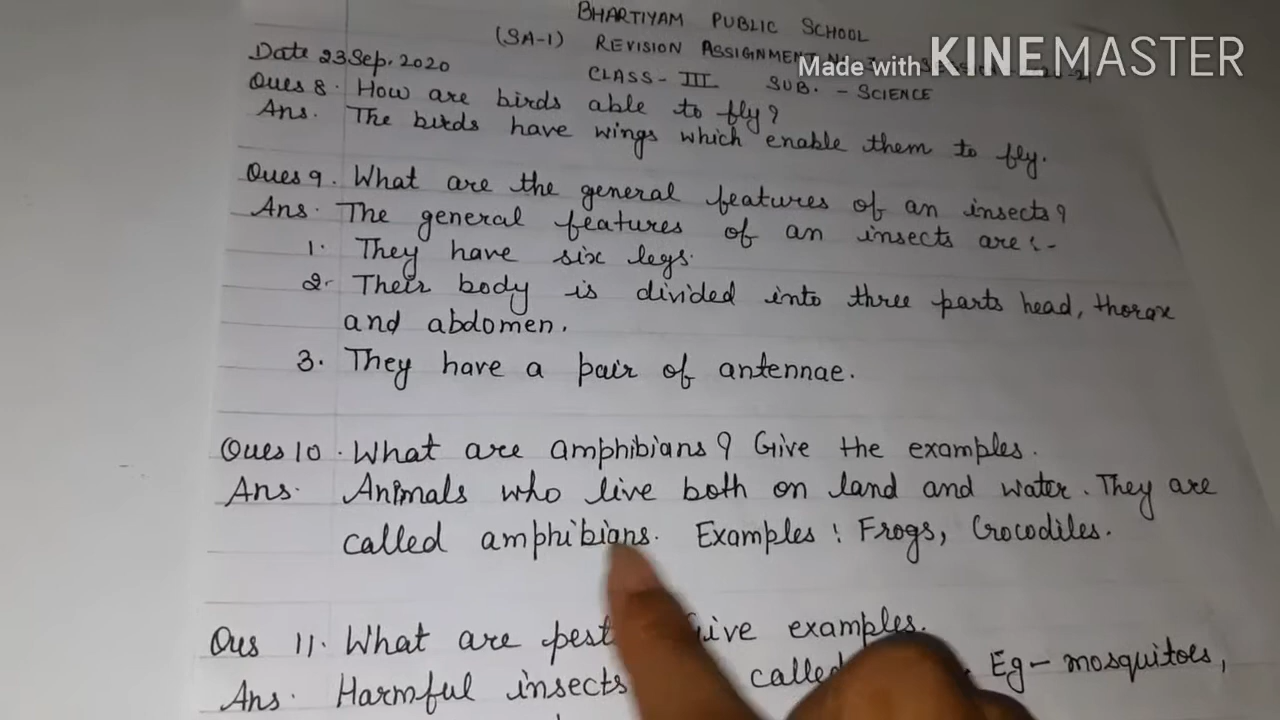 BHARTIYAM PUBLIC SCHOOL
(SA-1) REVISION ASSIGNMENT
Made with KINEMASTER
Date 23 Sep. 2020
CLASS - III SUB. - SCIENCE
Ques 8. How are birds able to fly?
Ans. The birds have wings which enable them to fly.
Ques 9. What are the general features of an insects?
Ans. The general features of an insects are :-
1. They have six legs.
2. Their body is divided into three parts head, thorax
and abdomen.
3. They have a pair of antennae.
Ques 10. What are amphibians? Give the examples.
Ans. Animals who live both on land and water. They are
called amphibians. Examples : Frogs, Crocodiles.
Ques 11. What are pest Give examples.
Ans. Harmful insects called Eg - mosquitoes,